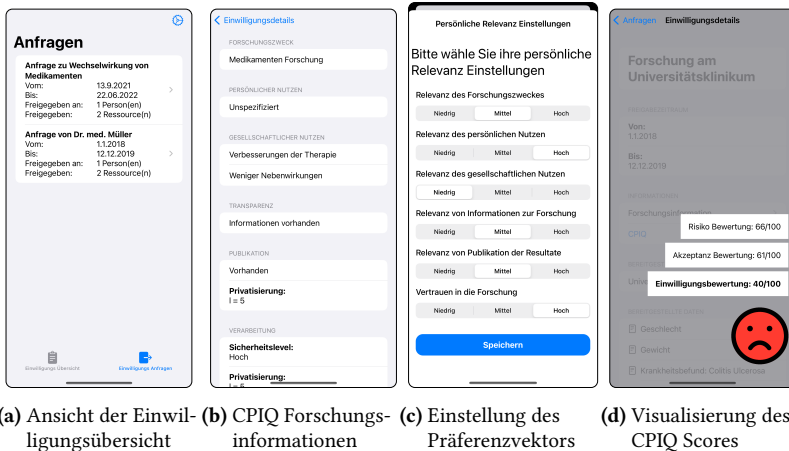 Anfragen
Anfrage zu Wechselwirkung von
Medikamenten
Vom: 13.9.2021
Bis: 22.06.2022
Freigegeben an: 1 Person(en)
Freigegeben: 2 Ressource(n)
Anfrage von Dr. med. Müller
Vom: 1.1.2018
Bis: 12.12.2019
Freigegeben an: 1 Person(en)
Freigegeben: 2 Ressource(n)
Einwilligungs Übersicht
Einwilligungs Anfragen
Einwilligungsdetails
FORSCHUNGSZWECK
Medikamenten Forschung
PERSÖNLICHER NUTZEN
Unspezifiziert
GESELLSCHAFTLICHER NUTZEN
Verbesserungen der Therapie
Weniger Nebenwirkungen
TRANSPARENZ
Informationen vorhanden
PUBLIKATION
Vorhanden
Privatisierung:
l = 5
VERARBEITUNG
Sicherheitslevel:
Hoch
Privatisierung:
l = 5
Persönliche Relevanz Einstellungen
Bitte wähle Sie ihre persönliche
Relevanz Einstellungen
Relevanz des Forschungszweckes
Niedrig Mittel Hoch
Relevanz des persönlichen Nutzen
Niedrig Mittel Hoch
Relevanz des gesellschaftlichen Nutzen
Niedrig Mittel Hoch
Relevanz von Informationen zur Forschung
Niedrig Mittel Hoch
Relevanz von Publikation der Resultate
Niedrig Mittel Hoch
Vertrauen in die Forschung
Niedrig Mittel Hoch
Speichern
Anfragen Einwilligungsdetails
Forschung am
Universitätsklinikum
Von:
1.1.2018
Bis:
12.12.2019
INFORMATIONEN
Forschungsinformation
CPIQ
Risiko Bewertung: 66/100
Akzeptanz Bewertung: 61/100
Einwilligungsbewertung: 40/100
Geschlecht
Gewicht
Krankheitsbefund: Colitis Ulcerosa
(a) Ansicht der Einwil-
ligungsübersicht
(b) CPIQ Forschungs-
informationen
(c) Einstellung des
Präferenzvektors
(d) Visualisierung des
CPIQ Scores